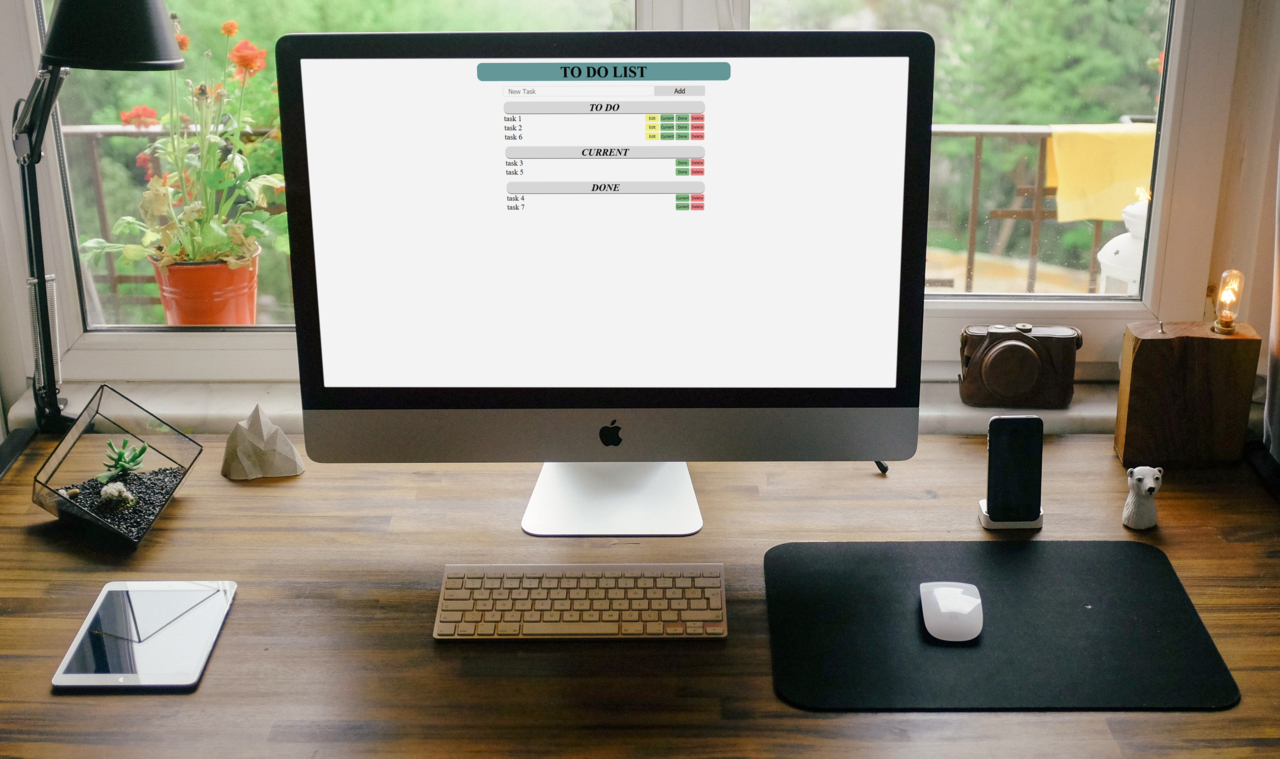 TO DO LIST
New Task Add
TO DO
task 1 Edit Current Done Delete
task 2 Edit Current Done Delete
task 6 Edit Current Done Delete
CURRENT
task 3 Done Delete
task 5 Done Delete
DONE
task 4 Current Delete
task 7 Current Delete